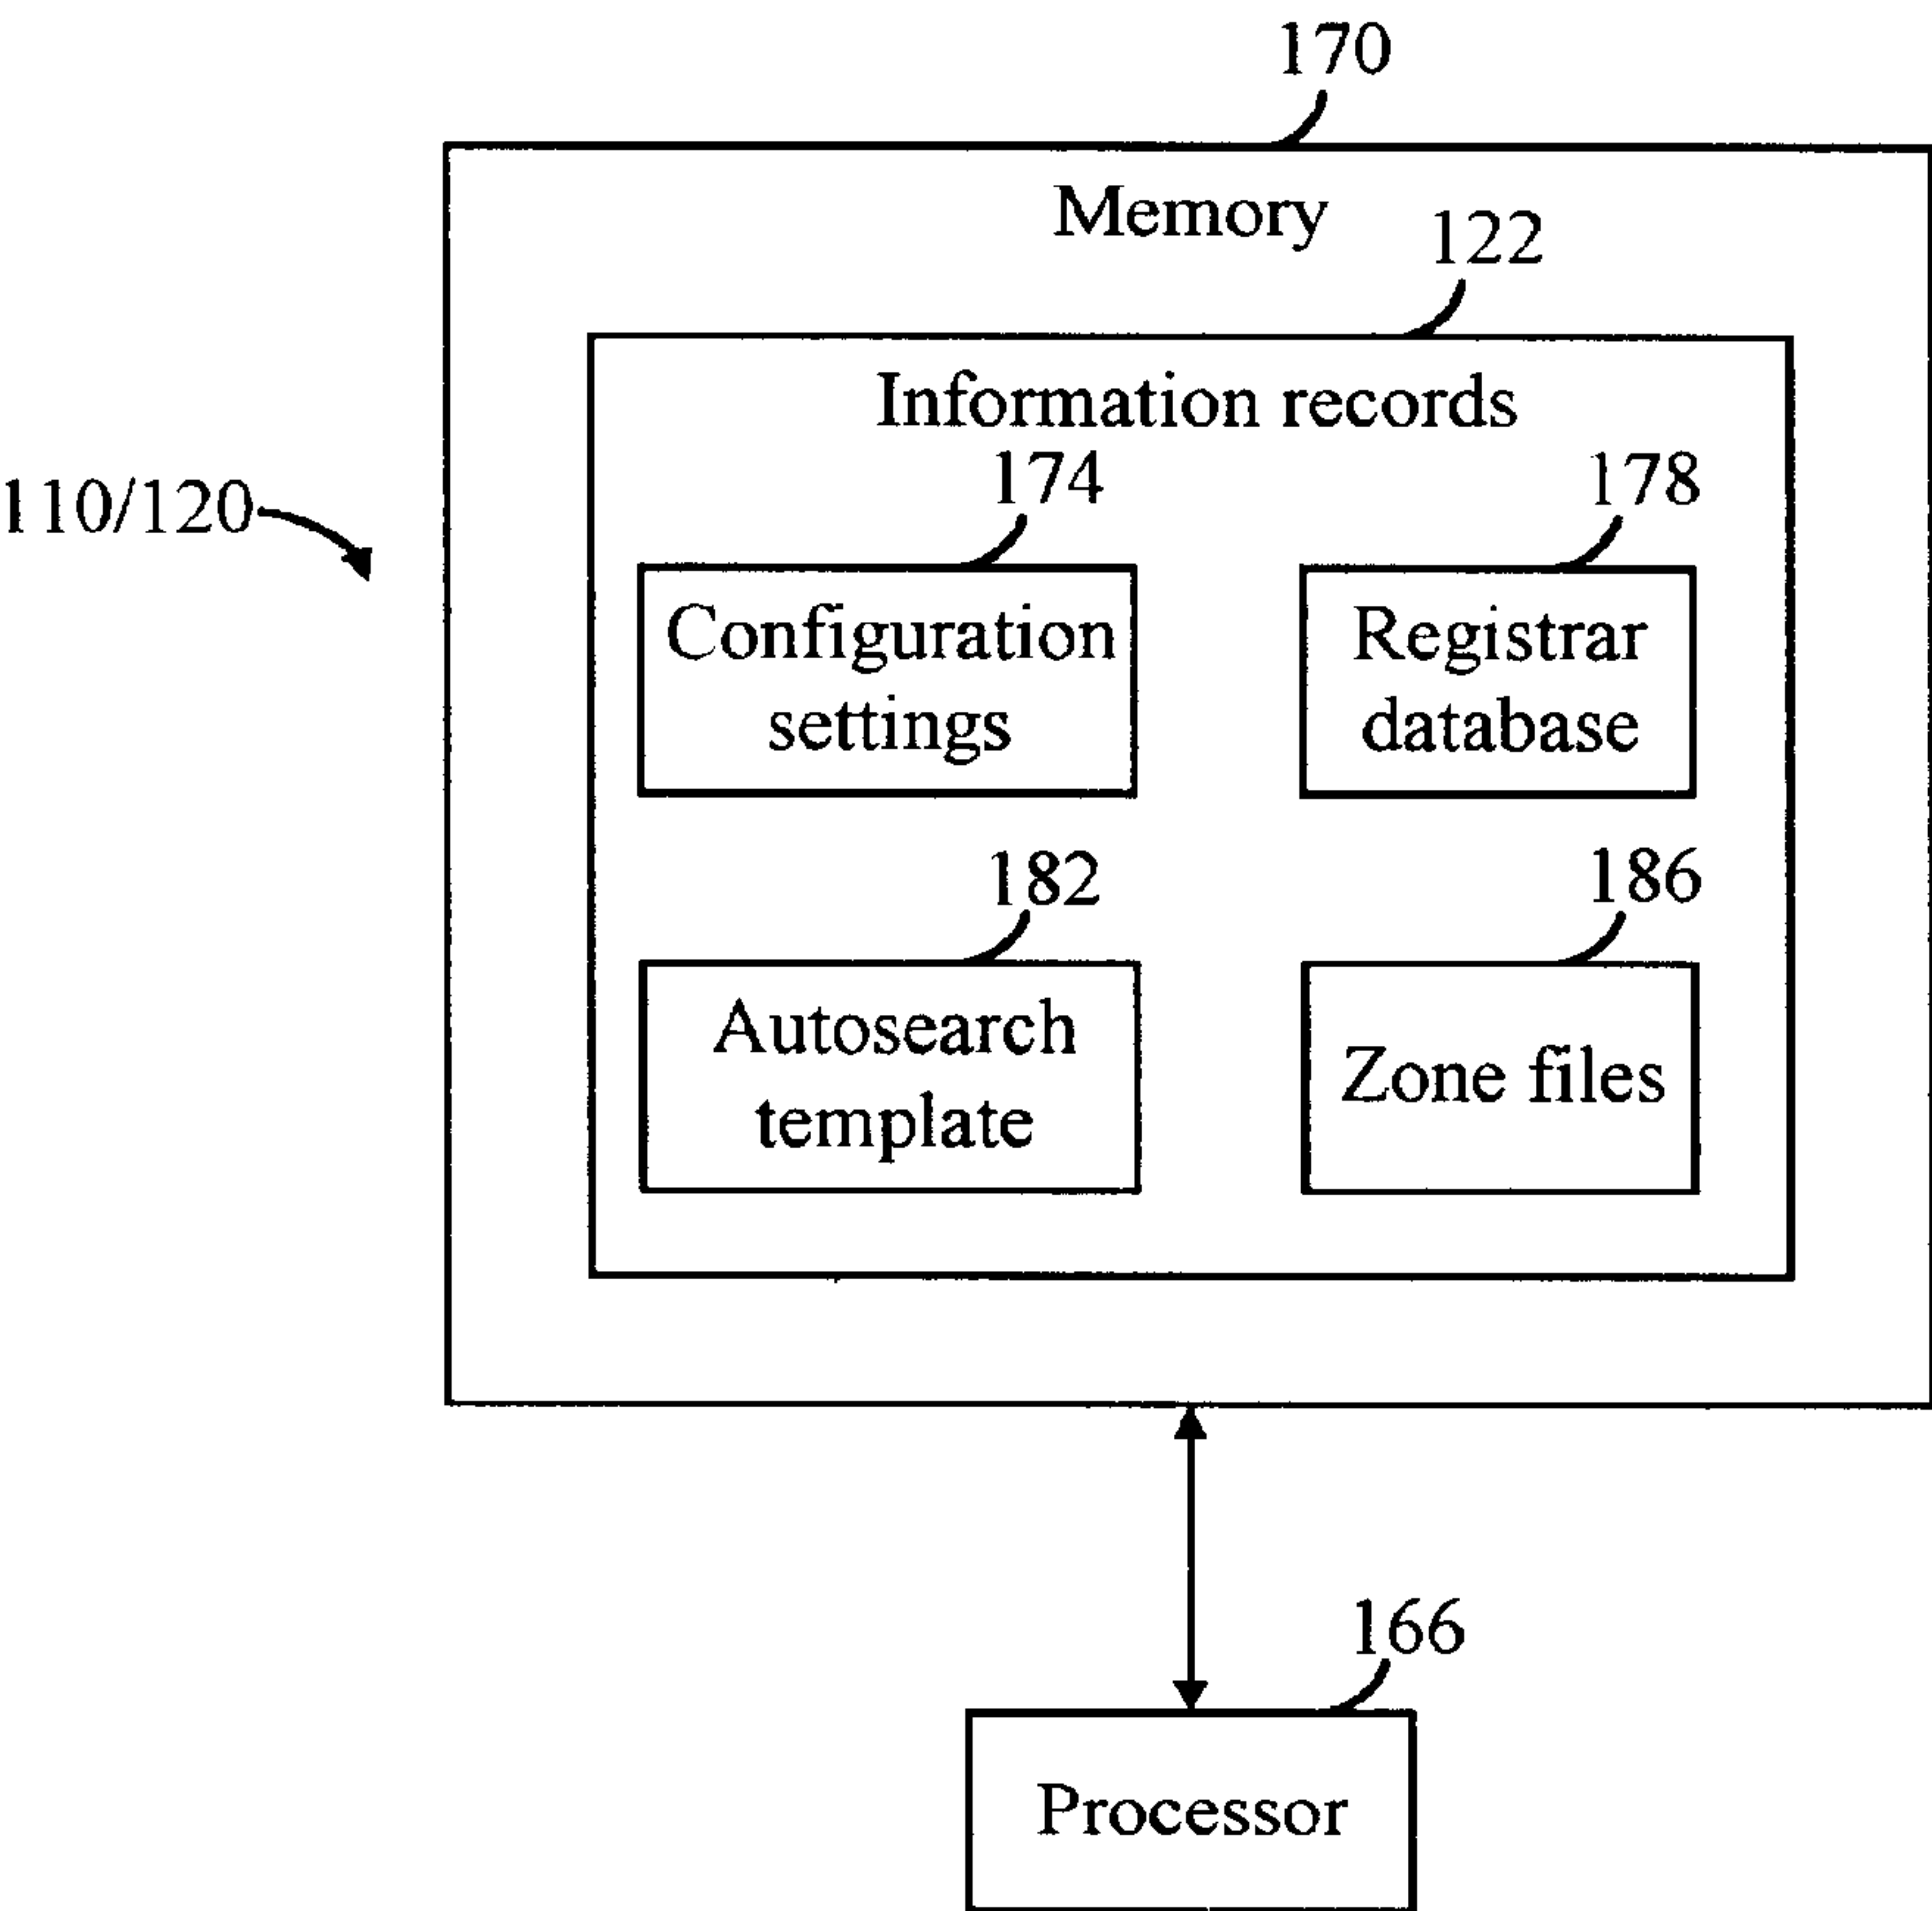 170
Memory
122
Information records
174
178
110/120
Configuration
settings
Registrar
database
182
186
Autosearch
template
Zone files
166
Processor